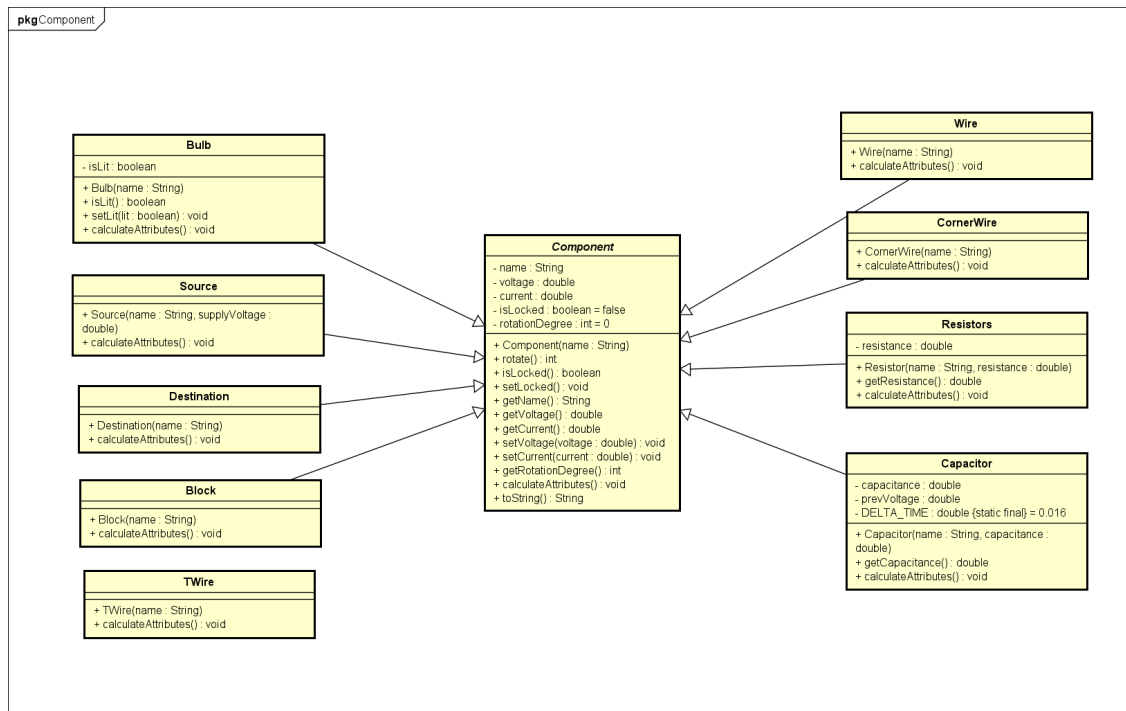 pkg Component
Bulb
- isLit : boolean
+ Bulb(name : String)
+ isLit() : boolean
+ setLit(lit : boolean) : void
+ calculateAttributes() : void
Source
+ Source(name : String, supplyVoltage :
double)
+ calculateAttributes() : void
Destination
+ Destination(name : String)
+ calculateAttributes() : void
Block
+ Block(name : String)
+ calculateAttributes() : void
TWire
+ TWire(name : String)
+ calculateAttributes() : void
Component
- name : String
- voltage : double
- current : double
- isLocked : boolean = false
- rotationDegree : int = 0
+ Component(name : String)
+ rotate() : int
+ isLocked() : boolean
+ setLocked() : void
+ getName() : String
+ getVoltage() : double
+ getCurrent() : double
+ setVoltage(voltage : double) : void
+ setCurrent(current : double) : void
+ getRotationDegree() : int
+ calculateAttributes() : void
+ toString() : String
Wire
+ Wire(name : String)
+ calculateAttributes() : void
CornerWire
+ CornerWire(name : String)
+ calculateAttributes() : void
Resistors
- resistance : double
+ Resistor(name : String, resistance : double)
+ getResistance() : double
+ calculateAttributes() : void
Capacitor
- capacitance : double
- prevVoltage : double
- DELTA_TIME : double {static final} = 0.016
+ Capacitor(name : String, capacitance :
double)
+ getCapacitance() : double
+ calculateAttributes() : void